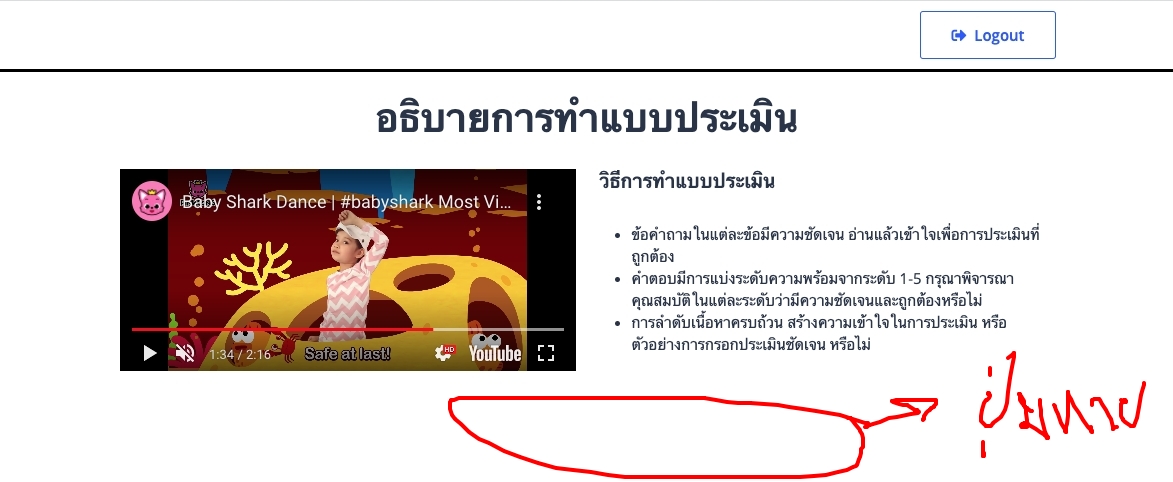 Logout
อธิบายการทำแบบประเมิน
Baby Shark Dance | #babyshark Most Vi...
วิธีการทำแบบประเมิน
ข้อคำถามในแต่ละข้อมีความชัดเจน อ่านแล้วเข้าใจเพื่อการประเมินที่
ถูกต้อง
คำตอบมีการแบ่งระดับความพร้อมจากระดับ 1-5 กรุณาพิจารณา
คุณสมบัติในแต่ละระดับว่ามีความชัดเจนและถูกต้องหรือไม่
การลำดับเนื้อหาครบถ้วน สร้างความเข้าใจในการประเมิน หรือ
ตัวอย่างการกรอกประเมินชัดเจน หรือไม่
Safe at last!
1:34 / 2:16
HD
YouTube